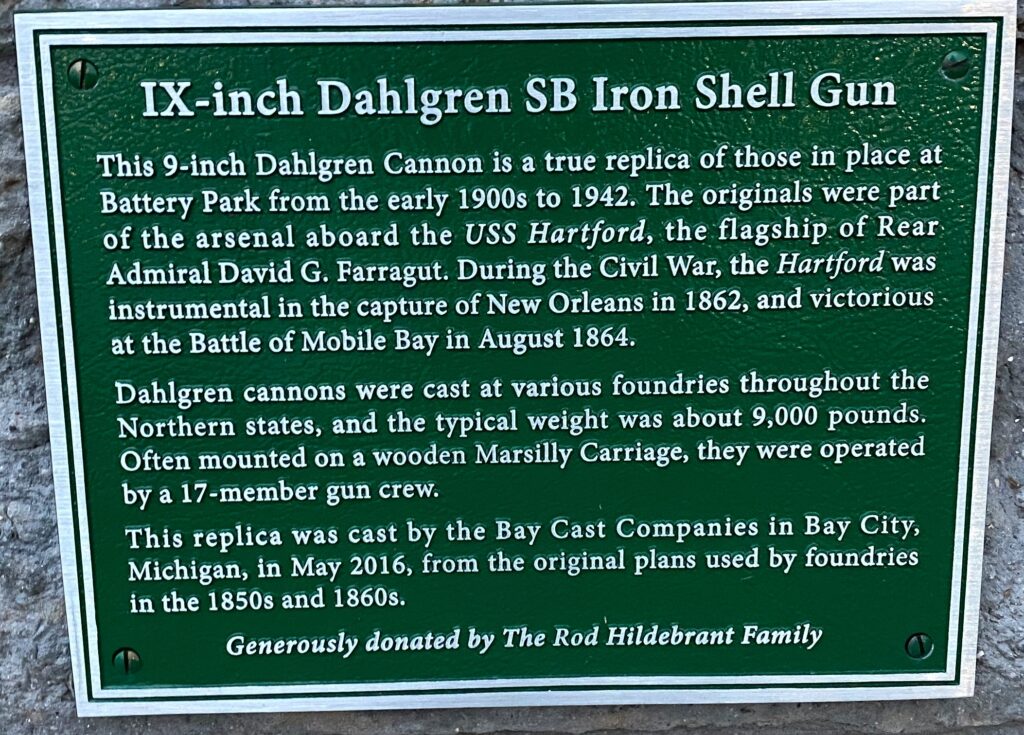 IX-inch Dahlgren SB Iron Shell Gun
This 9-inch Dahlgren Cannon is a true replica of those in place at
Battery Park from the early 1900s to 1942. The originals were part
of the arsenal aboard the USS Hartford, the flagship of Rear
Admiral David G. Farragut. During the Civil War, the Hartford was
instrumental in the capture of New Orleans in 1862, and victorious
at the Battle of Mobile Bay in August 1864.
Dahlgren cannons were cast at various foundries throughout the
Northern states, and the typical weight was about 9,000 pounds.
Often mounted on a wooden Marsilly Carriage, they were operated
by a 17-member gun crew.
This replica was cast by the Bay Cast Companies in Bay City,
Michigan, in May 2016, from the original plans used by foundries
in the 1850s and 1860s.
Generously donated by The Rod Hildebrant Family